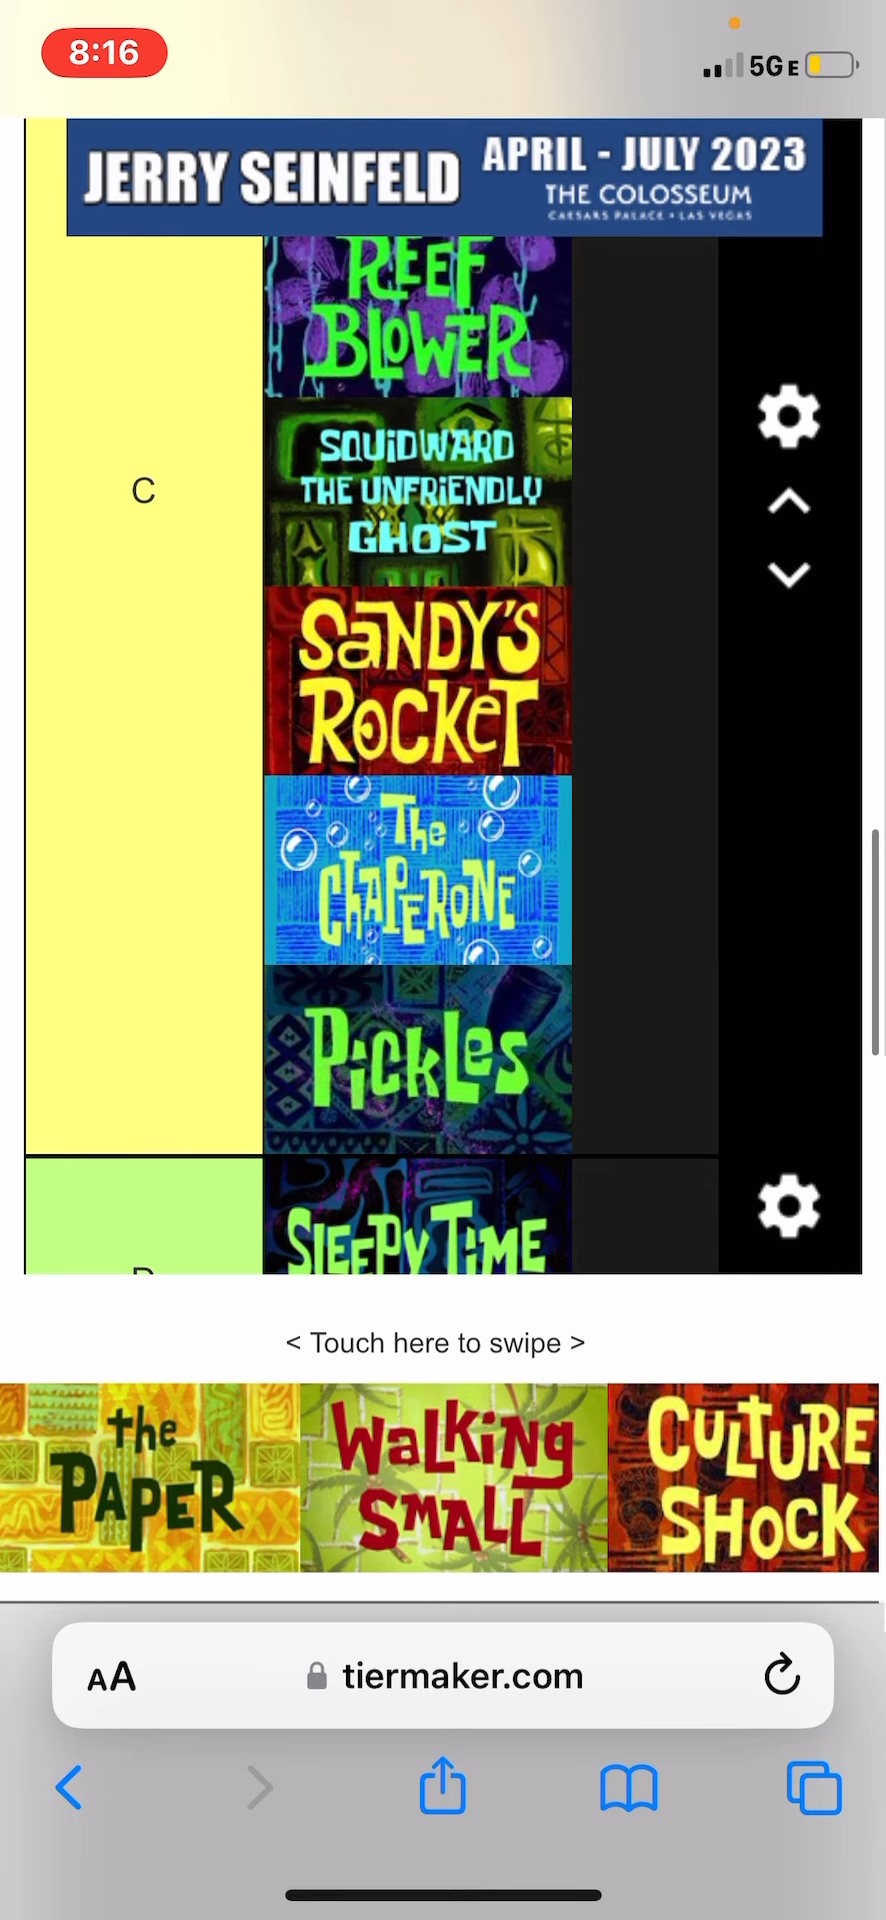 8:16
5GE
JERRY SEINFELD
APRIL - JULY 2023
THE COLOSSEUM
CAESARS PALACE • LAS VEGAS
REEF
BLOWER
C
SQUIDWARD
THE UNFRIENDLY
GHOST
SANDY'S
ROCKET
The
CHAPERONE
PICKLES
D
SLEEPY TIME
< Touch here to swipe >
the
PAPER
WALKING
SMALL
CULTURE
SHOCK
AA
tiermaker.com